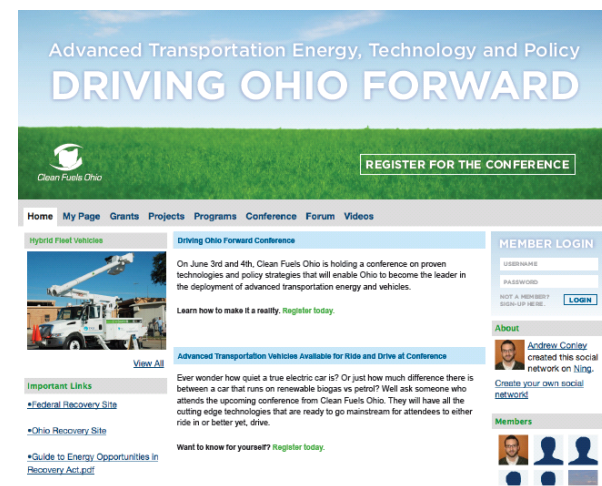 Advanced Transportation Energy, Technology and Policy
DRIVING OHIO FORWARD
Clean Fuels Ohio
REGISTER FOR THE CONFERENCE
Home My Page Grants Projects Programs Conference Forum Videos
Hybrid Fleet Vehicles
View All
Important Links
•Federal Recovery Site
•Ohio Recovery Site
•Guide to Energy Opportunities in
Recovery Act.pdf
Driving Ohio Forward Conference
On June 3rd and 4th, Clean Fuels Ohio is holding a conference on proven
technologies and policy strategies that will enable Ohio to become the leader in
the deployment of advanced transportation energy and vehicles.
Learn how to make it a reality. Register today.
Advanced Transportation Vehicles Available for Ride and Drive at Conference
Ever wonder how quiet a true electric car is? Or just how much difference there is
between a car that runs on renewable biogas vs petrol? Well ask someone who
attends the upcoming conference from Clean Fuels Ohio. They will have all the
cutting edge technologies that are ready to go mainstream for attendees to either
ride in or better yet, drive.
Want to know for yourself? Register today.
MEMBER LOGIN
USERNAME
PASSWORD
NOT A MEMBER?
SIGN-UP HERE.
LOGIN
About
Andrew Conley
created this social
network on Ning.
Create your own social
network!
Members